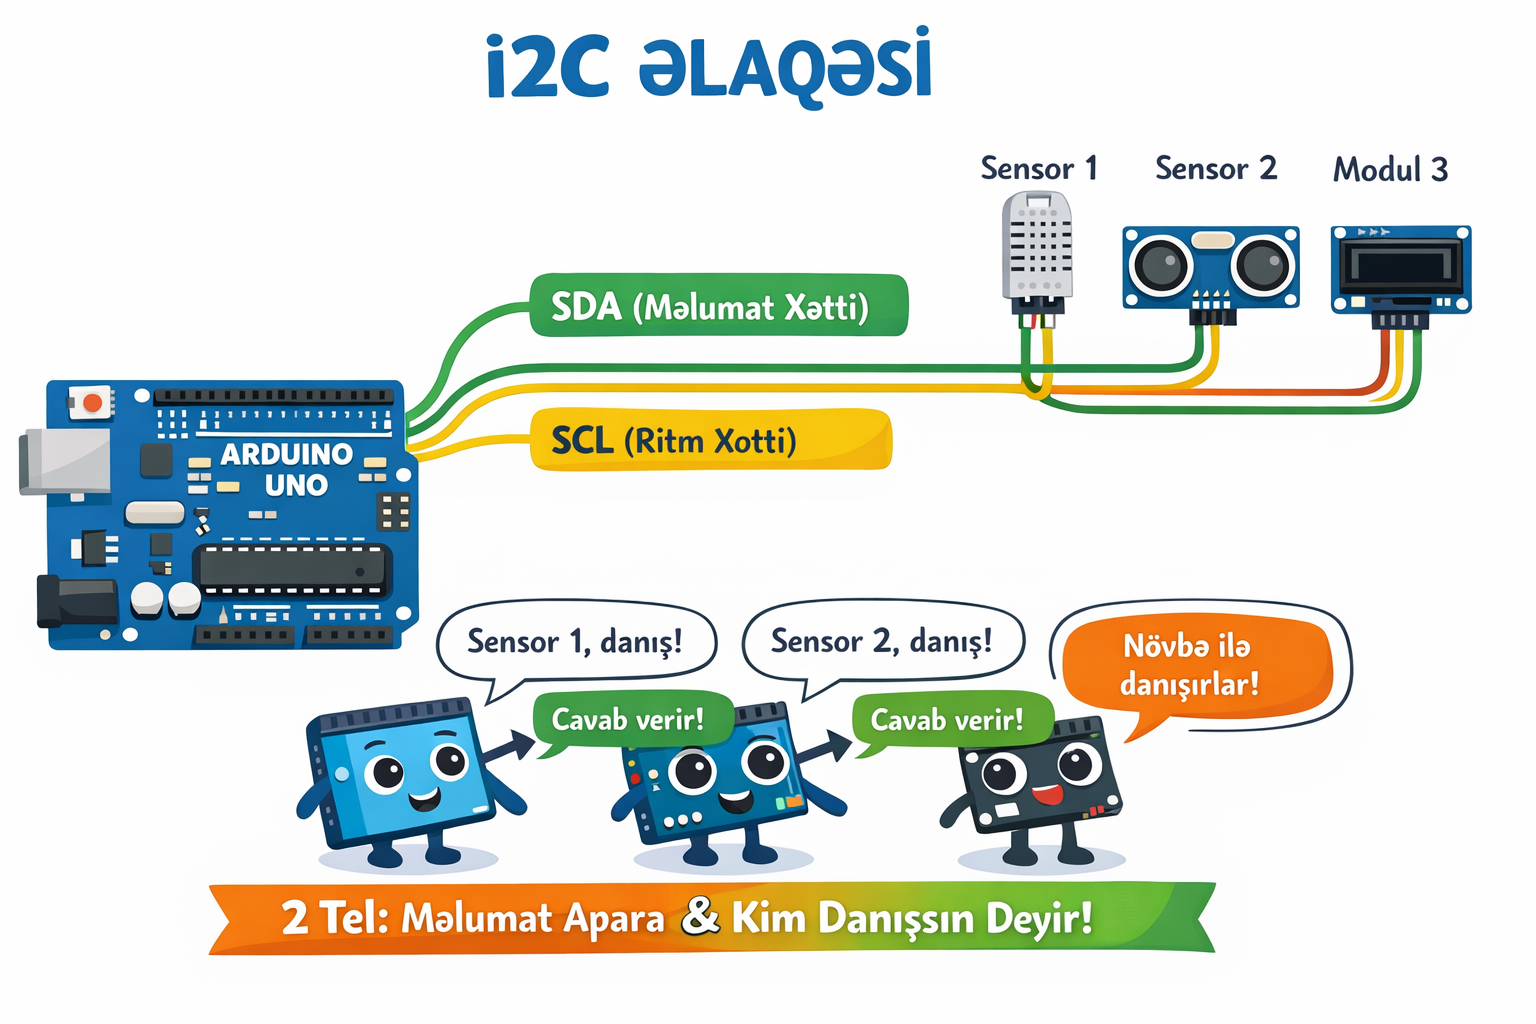 i2C əLAQəSİ
Sensor 1
Sensor 2
Modul 3
SDA (Məlumat Xətti)
SCL (Ritm Xotti)
ARDUINO
UNO
Sensor 1, danış!
Sensor 2, danış!
Növbə ilə
danışırlar!
Cavab verir!
Cavab verir!
2 Tel: Məlumat Apara & Kim Danışsın Deyir!